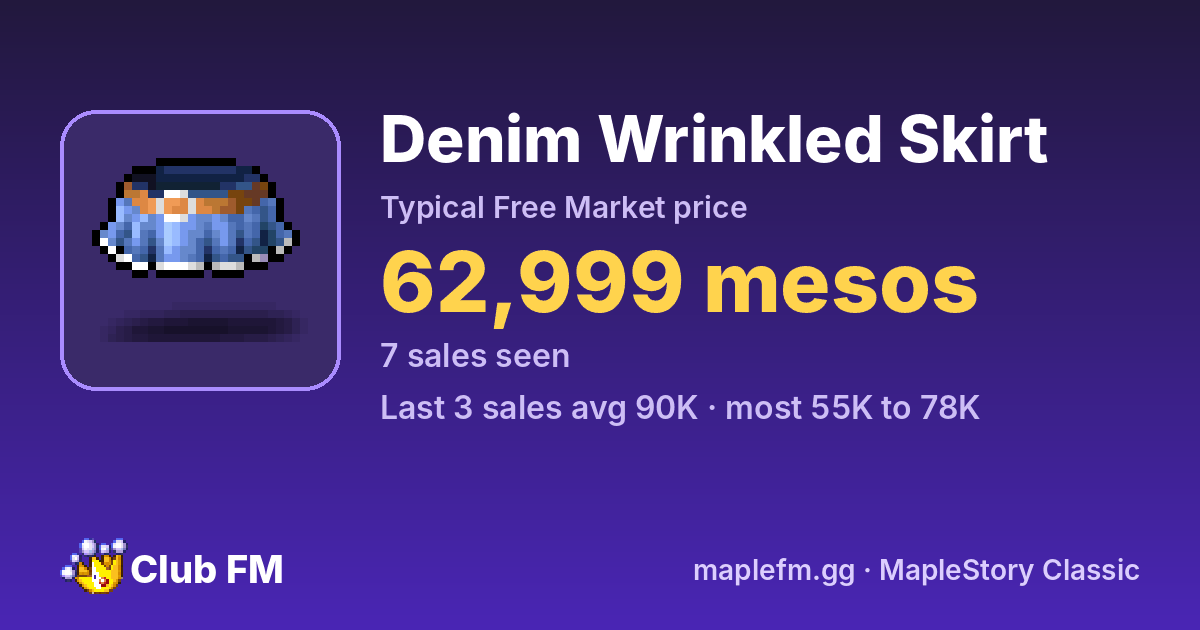 Denim Wrinkled Skirt
Typical Free Market price
62,999 mesos
7 sales seen
Last 3 sales avg 90K · most 55K to 78K
Club FM
maplefm.gg · MapleStory Classic